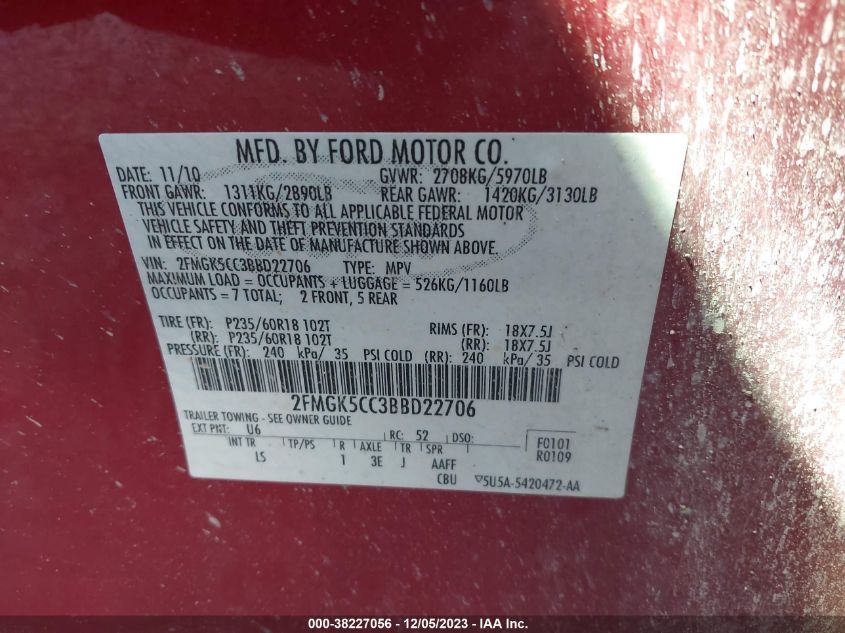 MFD. BY FORD MOTOR CO.
DATE: 11/10 GVWR: 2708KG/5970LB
FRONT GAWR: 1311KG/2890LB REAR GAWR: 1420KG/3130LB
THIS VEHICLE CONFORMS TO ALL APPLICABLE FEDERAL MOTOR
VEHICLE SAFETY AND THEFT PREVENTION STANDARDS
IN EFFECT ON THE DATE OF MANUFACTURE SHOWN ABOVE.
VIN: 2FMGK5CC3BBD22706 TYPE: MPV
MAXIMUM LOAD = OCCUPANTS + LUGGAGE = 526KG/1160LB
OCCUPANTS = 7 TOTAL; 2 FRONT, 5 REAR
TIRE (FR): P235/60R18 102T RIMS (FR): 18X7.5J
(RR): P235/60R18 102T (RR): 18X7.5J
PRESSURE (FR): 240 kPa/ 35 PSI COLD (RR): 240 kPa/ 35 PSI COLD
2FMGK5CC3BBD22706
TRAILER TOWING - SEE OWNER GUIDE
EXT PNT: U6 RC: 52 DSO: F0101
R0109
INT TR TP/PS R AXLE TR SPR
LS 1 3E J AAFF
CBU 5U5A-5420472-AA
000-38227056 - 12/05/2023 - IAA Inc.